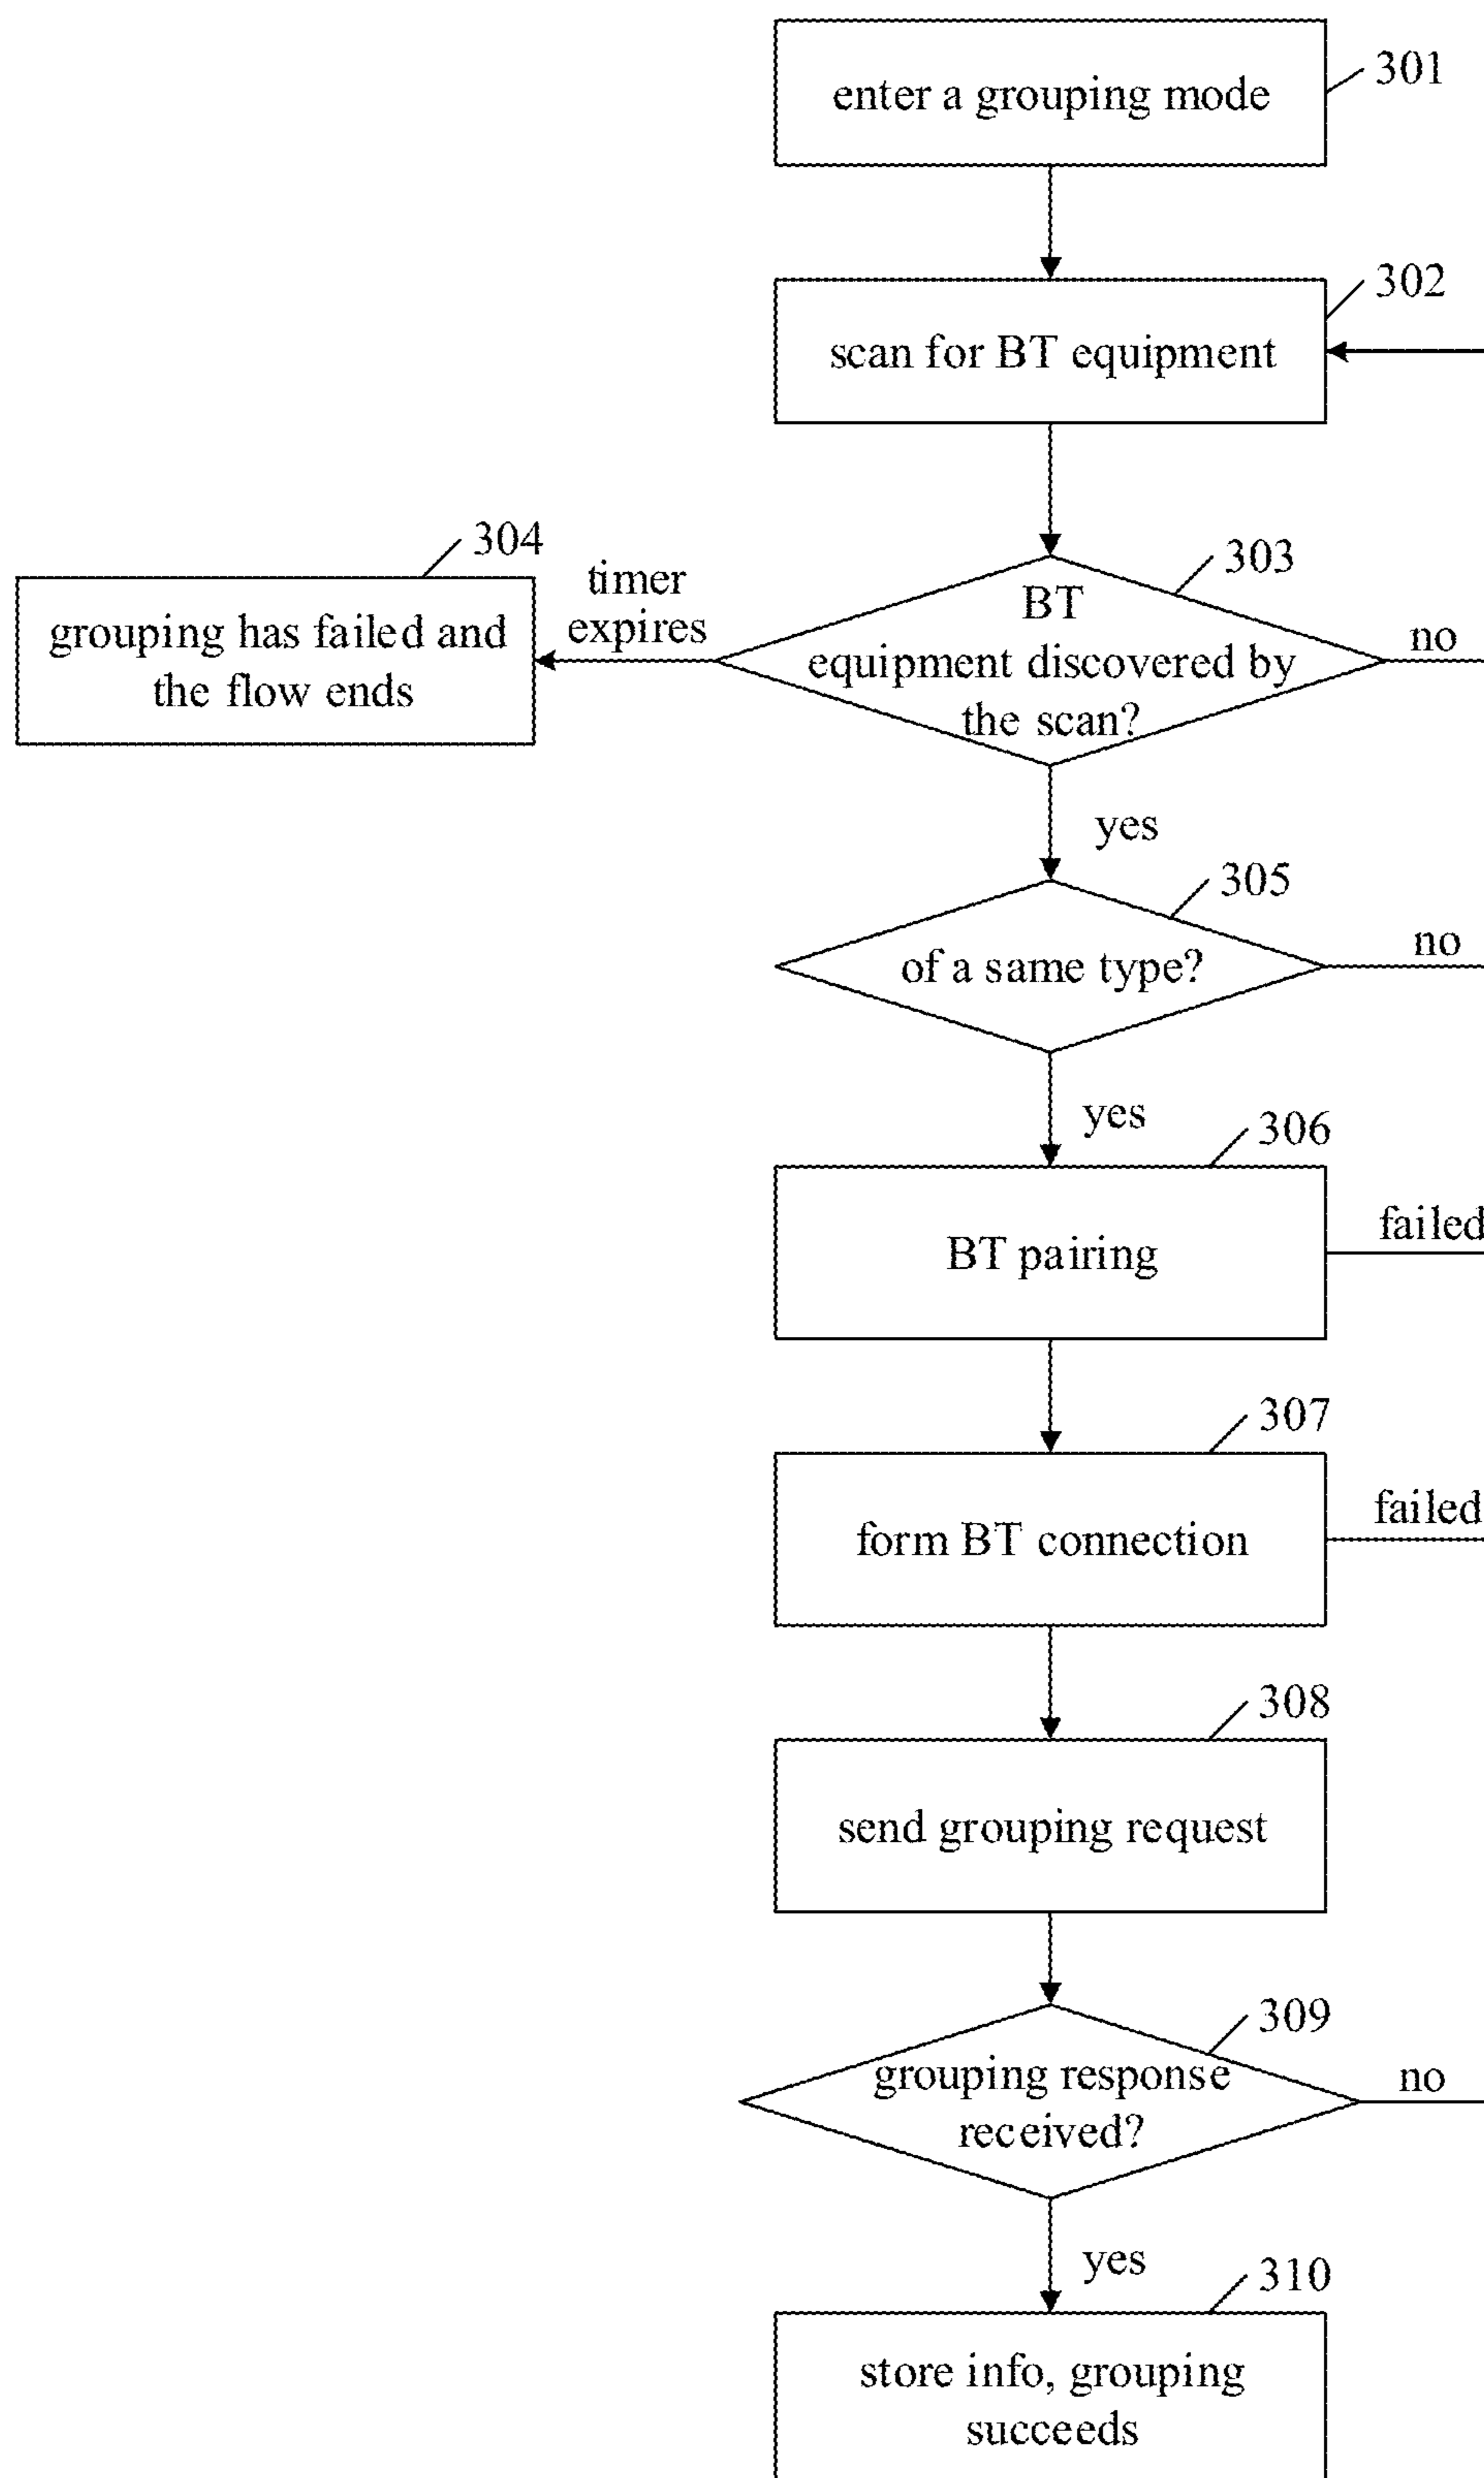 301
enter a grouping mode
302
scan for BT equipment
304
303
timer
expires
BT
equipment discovered by
the scan?
no
grouping has failed and
the flow ends
yes
305
of a same type?
no
yes
306
BT pairing
failed
307
form BT connection
failed
308
send grouping request
309
grouping response
received?
no
yes
310
store info, grouping
succeeds